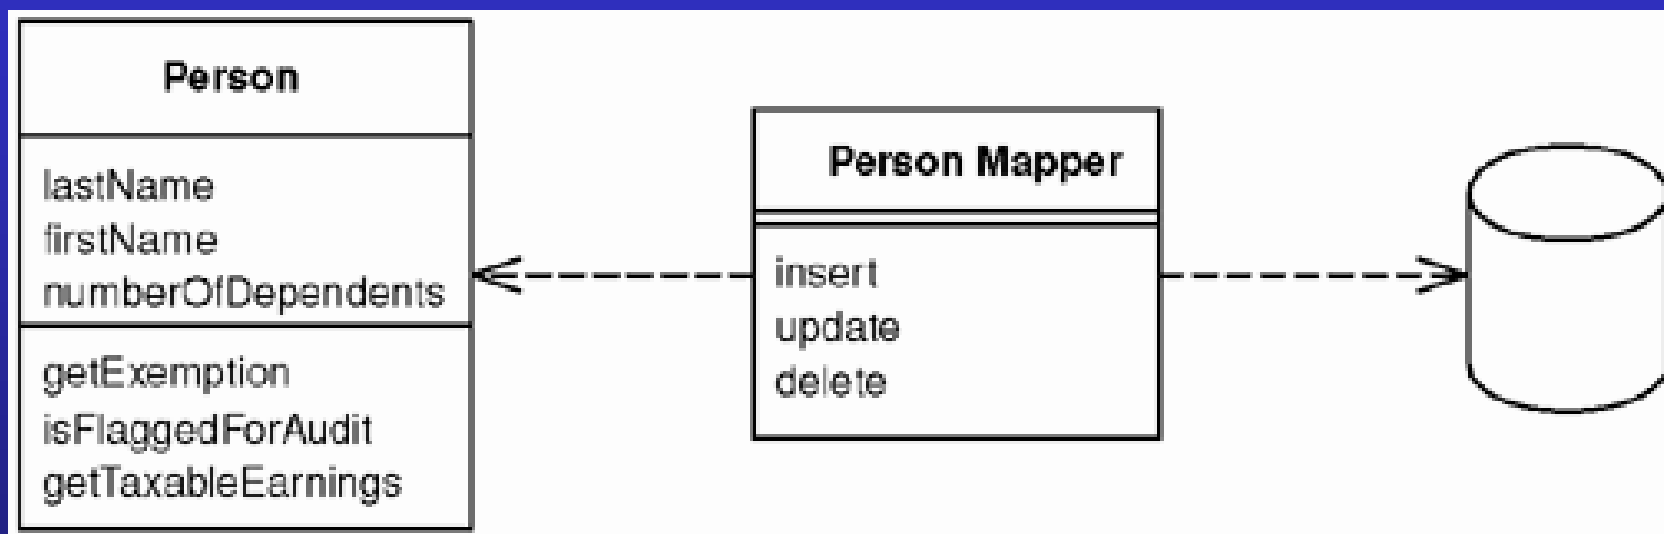 Person
lastName
firstName
numberOfDependents
getExemption
isFlaggedForAudit
getTaxableEarnings
Person Mapper
insert
update
delete